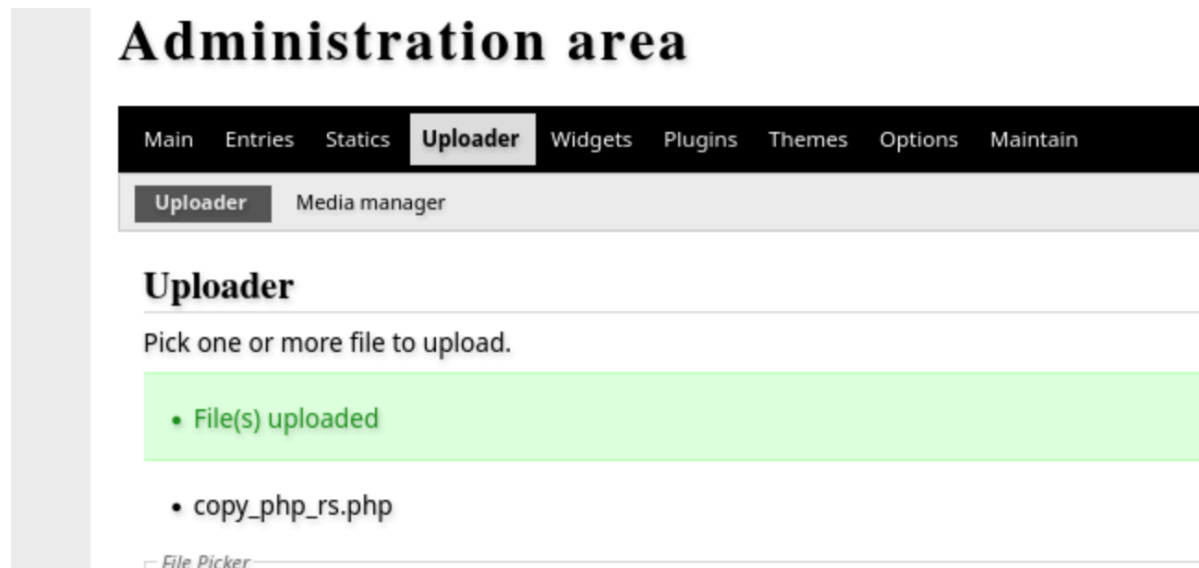 Administration area
Main Entries Statics Uploader Widgets Plugins Themes Options Maintain
Uploader Media manager
Uploader
Pick one or more file to upload.
• File(s) uploaded
• copy_php_rs.php
File Picker